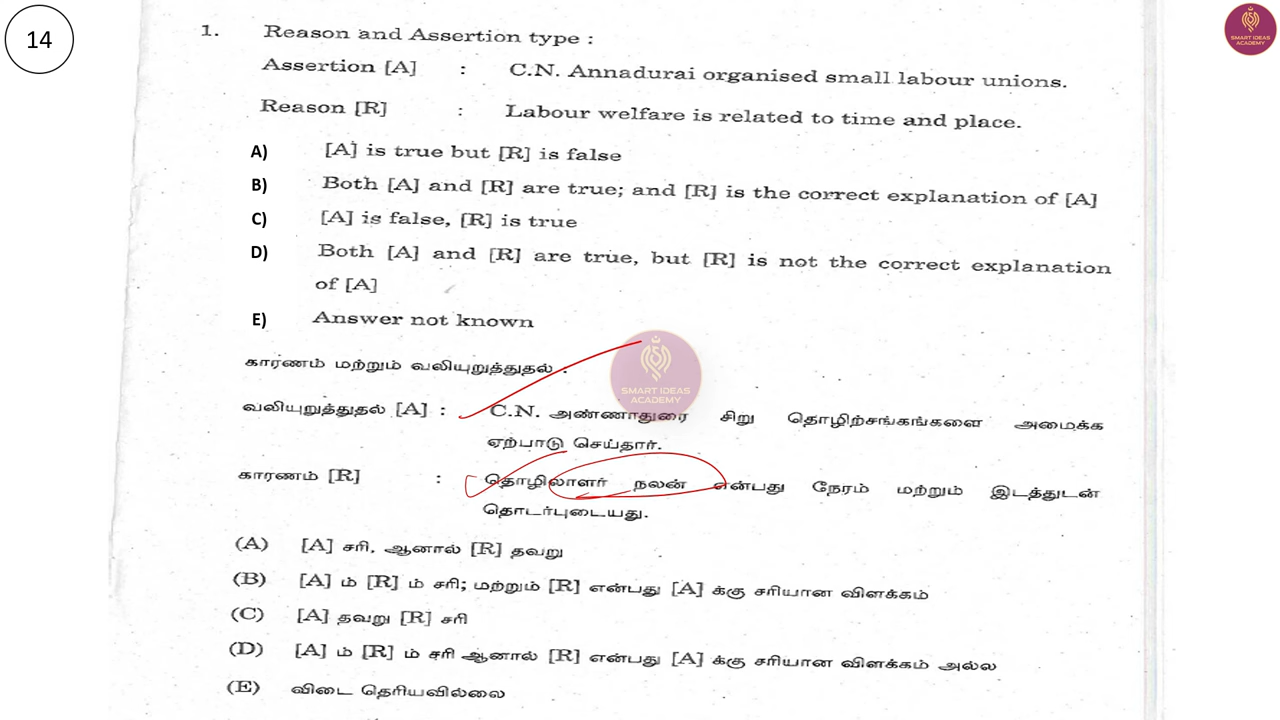 14
SMART IDEAS
ACADEMY
1. Reason and Assertion type :
Assertion [A] : C.N. Annadurai organised small labour unions.
Reason [R] : Labour welfare is related to time and place.
A) [A] is true but [R] is false
B) Both [A] and [R] are true; and [R] is the correct explanation of [A]
C) [A] is false, [R] is true
D) Both [A] and [R] are true, but [R] is not the correct explanation
of [A]
E) Answer not known
காரணம் மற்றும் வலியுறுத்துதல் :
SMART IDEAS
ACADEMY
வலியுறுத்துதல் [A] : C.N. அண்ணாதுரை சிறு தொழிற்சங்கங்களை அமைக்க
ஏற்பாடு செய்தார்.
காரணம் [R] : தொழிலாளர் நலன் என்பது நேரம் மற்றும் இடத்துடன்
தொடர்புடையது.
(A) [A] சரி. ஆனால் [R] தவறு
(B) [A] ம் [R] ம் சரி; மற்றும் [R] என்பது [A] க்கு சரியான விளக்கம்
(C) [A] தவறு [R] சரி
(D) [A] ம் [R] ம் சரி ஆனால் [R] என்பது [A] க்கு சரியான விளக்கம் அல்ல
(E) விடை தெரியவில்லை